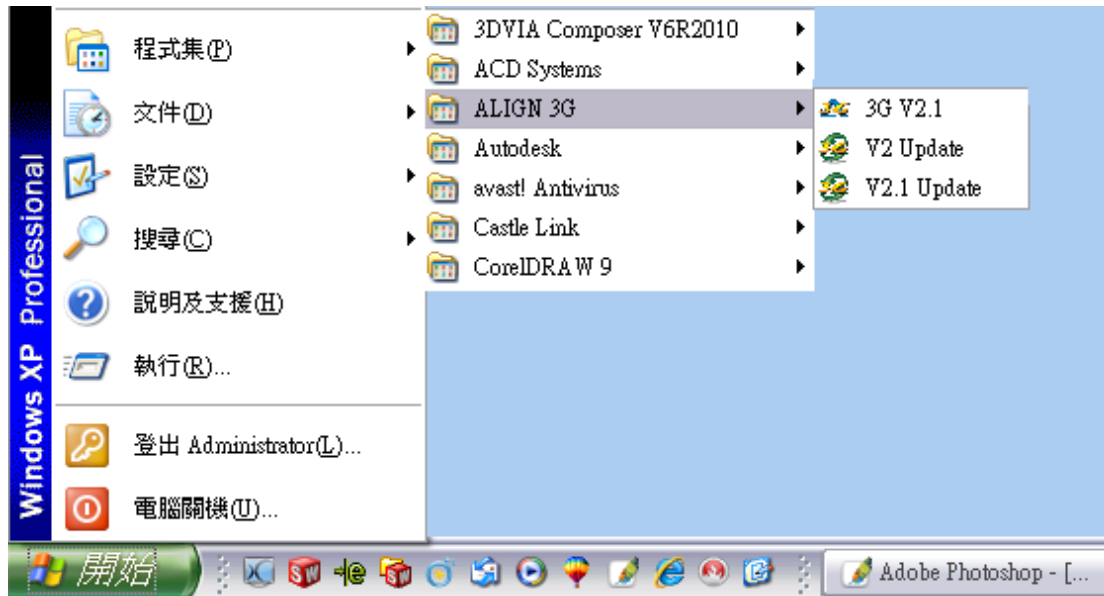 Windows XP Professional
程式集(P)
文件(D)
設定(S)
搜尋(C)
說明及支援(H)
執行(R)...
登出 Administrator(L)...
電腦關機(U)...
3DVIA Composer V6R2010
ACD Systems
ALIGN 3G
Autodesk
avast! Antivirus
Castle Link
CorelDRAW 9
3G V2.1
V2 Update
V2.1 Update
開始
Adobe Photoshop - [...